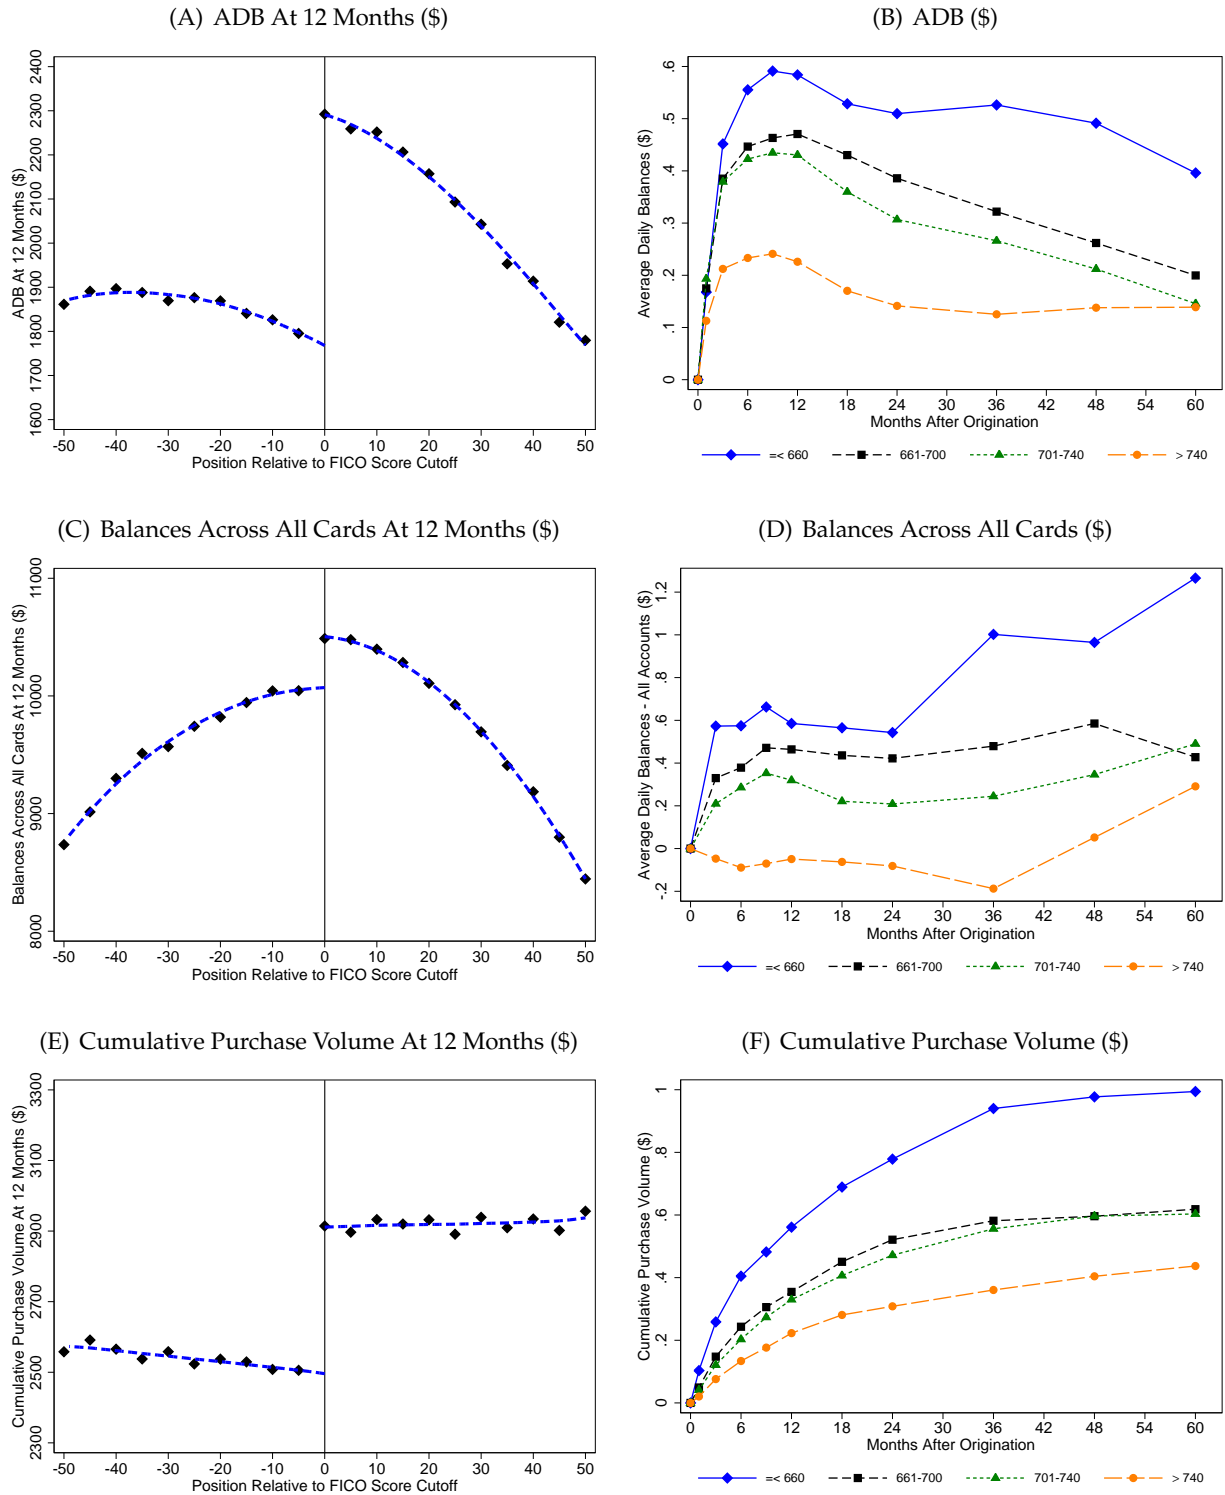 (A) ADB At 12 Months ($)
ADB At 12 Months ($)
2400
2300
2200
2100
2000
1900
1800
1700
1600
-50 -40 -30 -20 -10 0 10 20 30 40 50
Position Relative to FICO Score Cutoff
(B) ADB ($)
Average Daily Balances ($)
.6
.5
.4
.3
.2
.1
0
0 6 12 18 24 30 36 42 48 54 60
Months After Origination
=< 660 661-700 701-740 > 740
(C) Balances Across All Cards At 12 Months ($)
Balances Across All Cards At 12 Months ($)
11000
10000
9000
8000
-50 -40 -30 -20 -10 0 10 20 30 40 50
Position Relative to FICO Score Cutoff
(D) Balances Across All Cards ($)
Average Daily Balances - All Accounts ($)
1.2
1
.8
.6
.4
.2
0
-.2
0 6 12 18 24 30 36 42 48 54 60
Months After Origination
=< 660 661-700 701-740 > 740
(E) Cumulative Purchase Volume At 12 Months ($)
Cumulative Purchase Volume At 12 Months ($)
3300
3100
2900
2700
2500
2300
-50 -40 -30 -20 -10 0 10 20 30 40 50
Position Relative to FICO Score Cutoff
(F) Cumulative Purchase Volume ($)
Cumulative Purchase Volume ($)
1
.8
.6
.4
.2
0
0 6 12 18 24 30 36 42 48 54 60
Months After Origination
=< 660 661-700 701-740 > 740